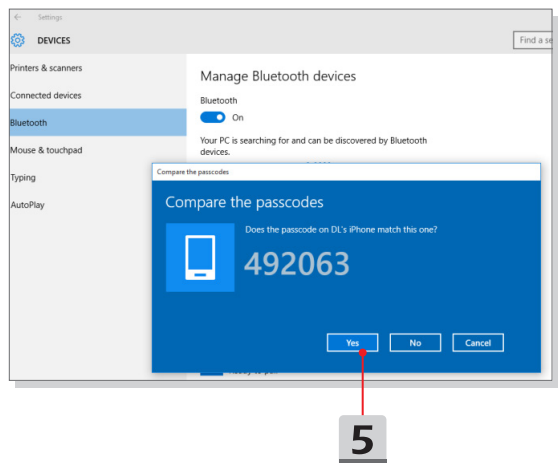 ← Settings
DEVICES
Find a se
Printers & scanners
Connected devices
Bluetooth
Mouse & touchpad
Typing
AutoPlay
Manage Bluetooth devices
Bluetooth
On
Your PC is searching for and can be discovered by Bluetooth
devices.
Compare the passcodes
Compare the passcodes
Does the passcode on DL's iPhone match this one?
492063
Yes
No
Cancel
5